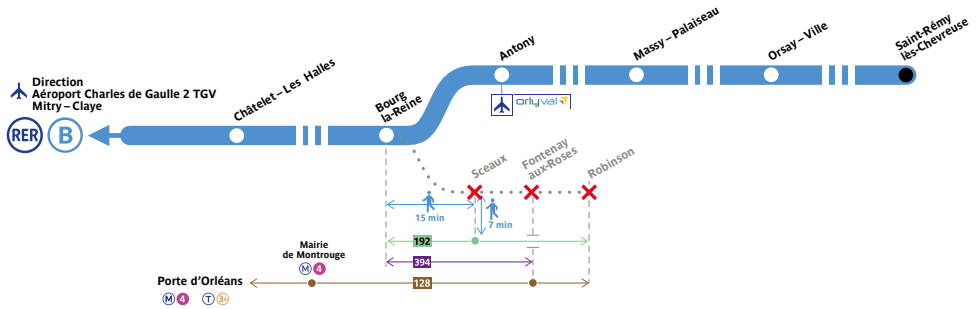 Direction
Aéroport Charles de Gaulle 2 TGV
Mitry – Claye
RER B
Châtelet – Les Halles
Bourg
la-Reine
Antony
orlyval
Massy – Palaiseau
Orsay – Ville
Saint-Rémy
lès-Chevreuse
Sceaux
Fontenay
aux-Roses
Robinson
15 min
7 min
192
394
128
Mairie
de Montrouge
M 4
Porte d'Orléans
M 4 T 3a